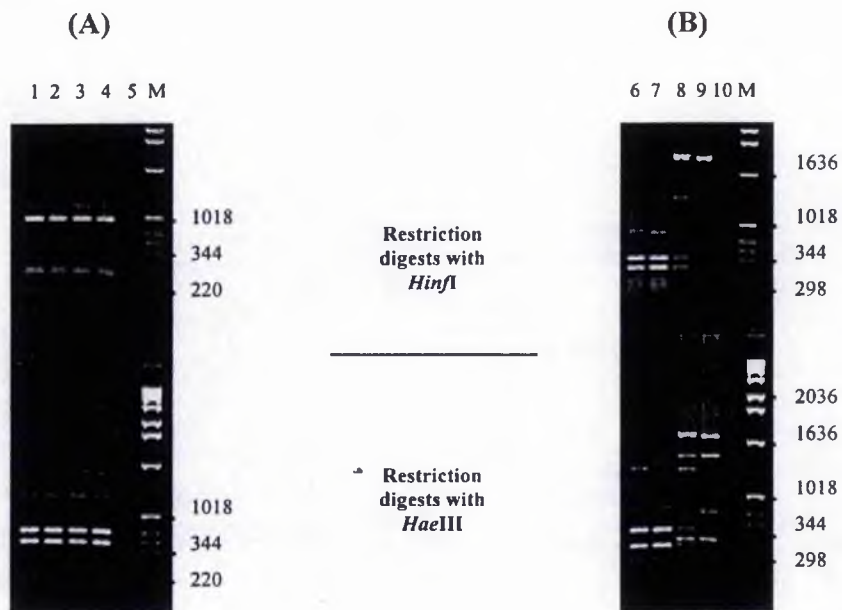 (A)
(B)
1 2 3 4 5 M
6 7 8 9 10 M
1018
344
220
Restriction
digests with
HinfI
1636
1018
344
298
1018
344
220
Restriction
digests with
HaeIII
2036
1636
1018
344
298